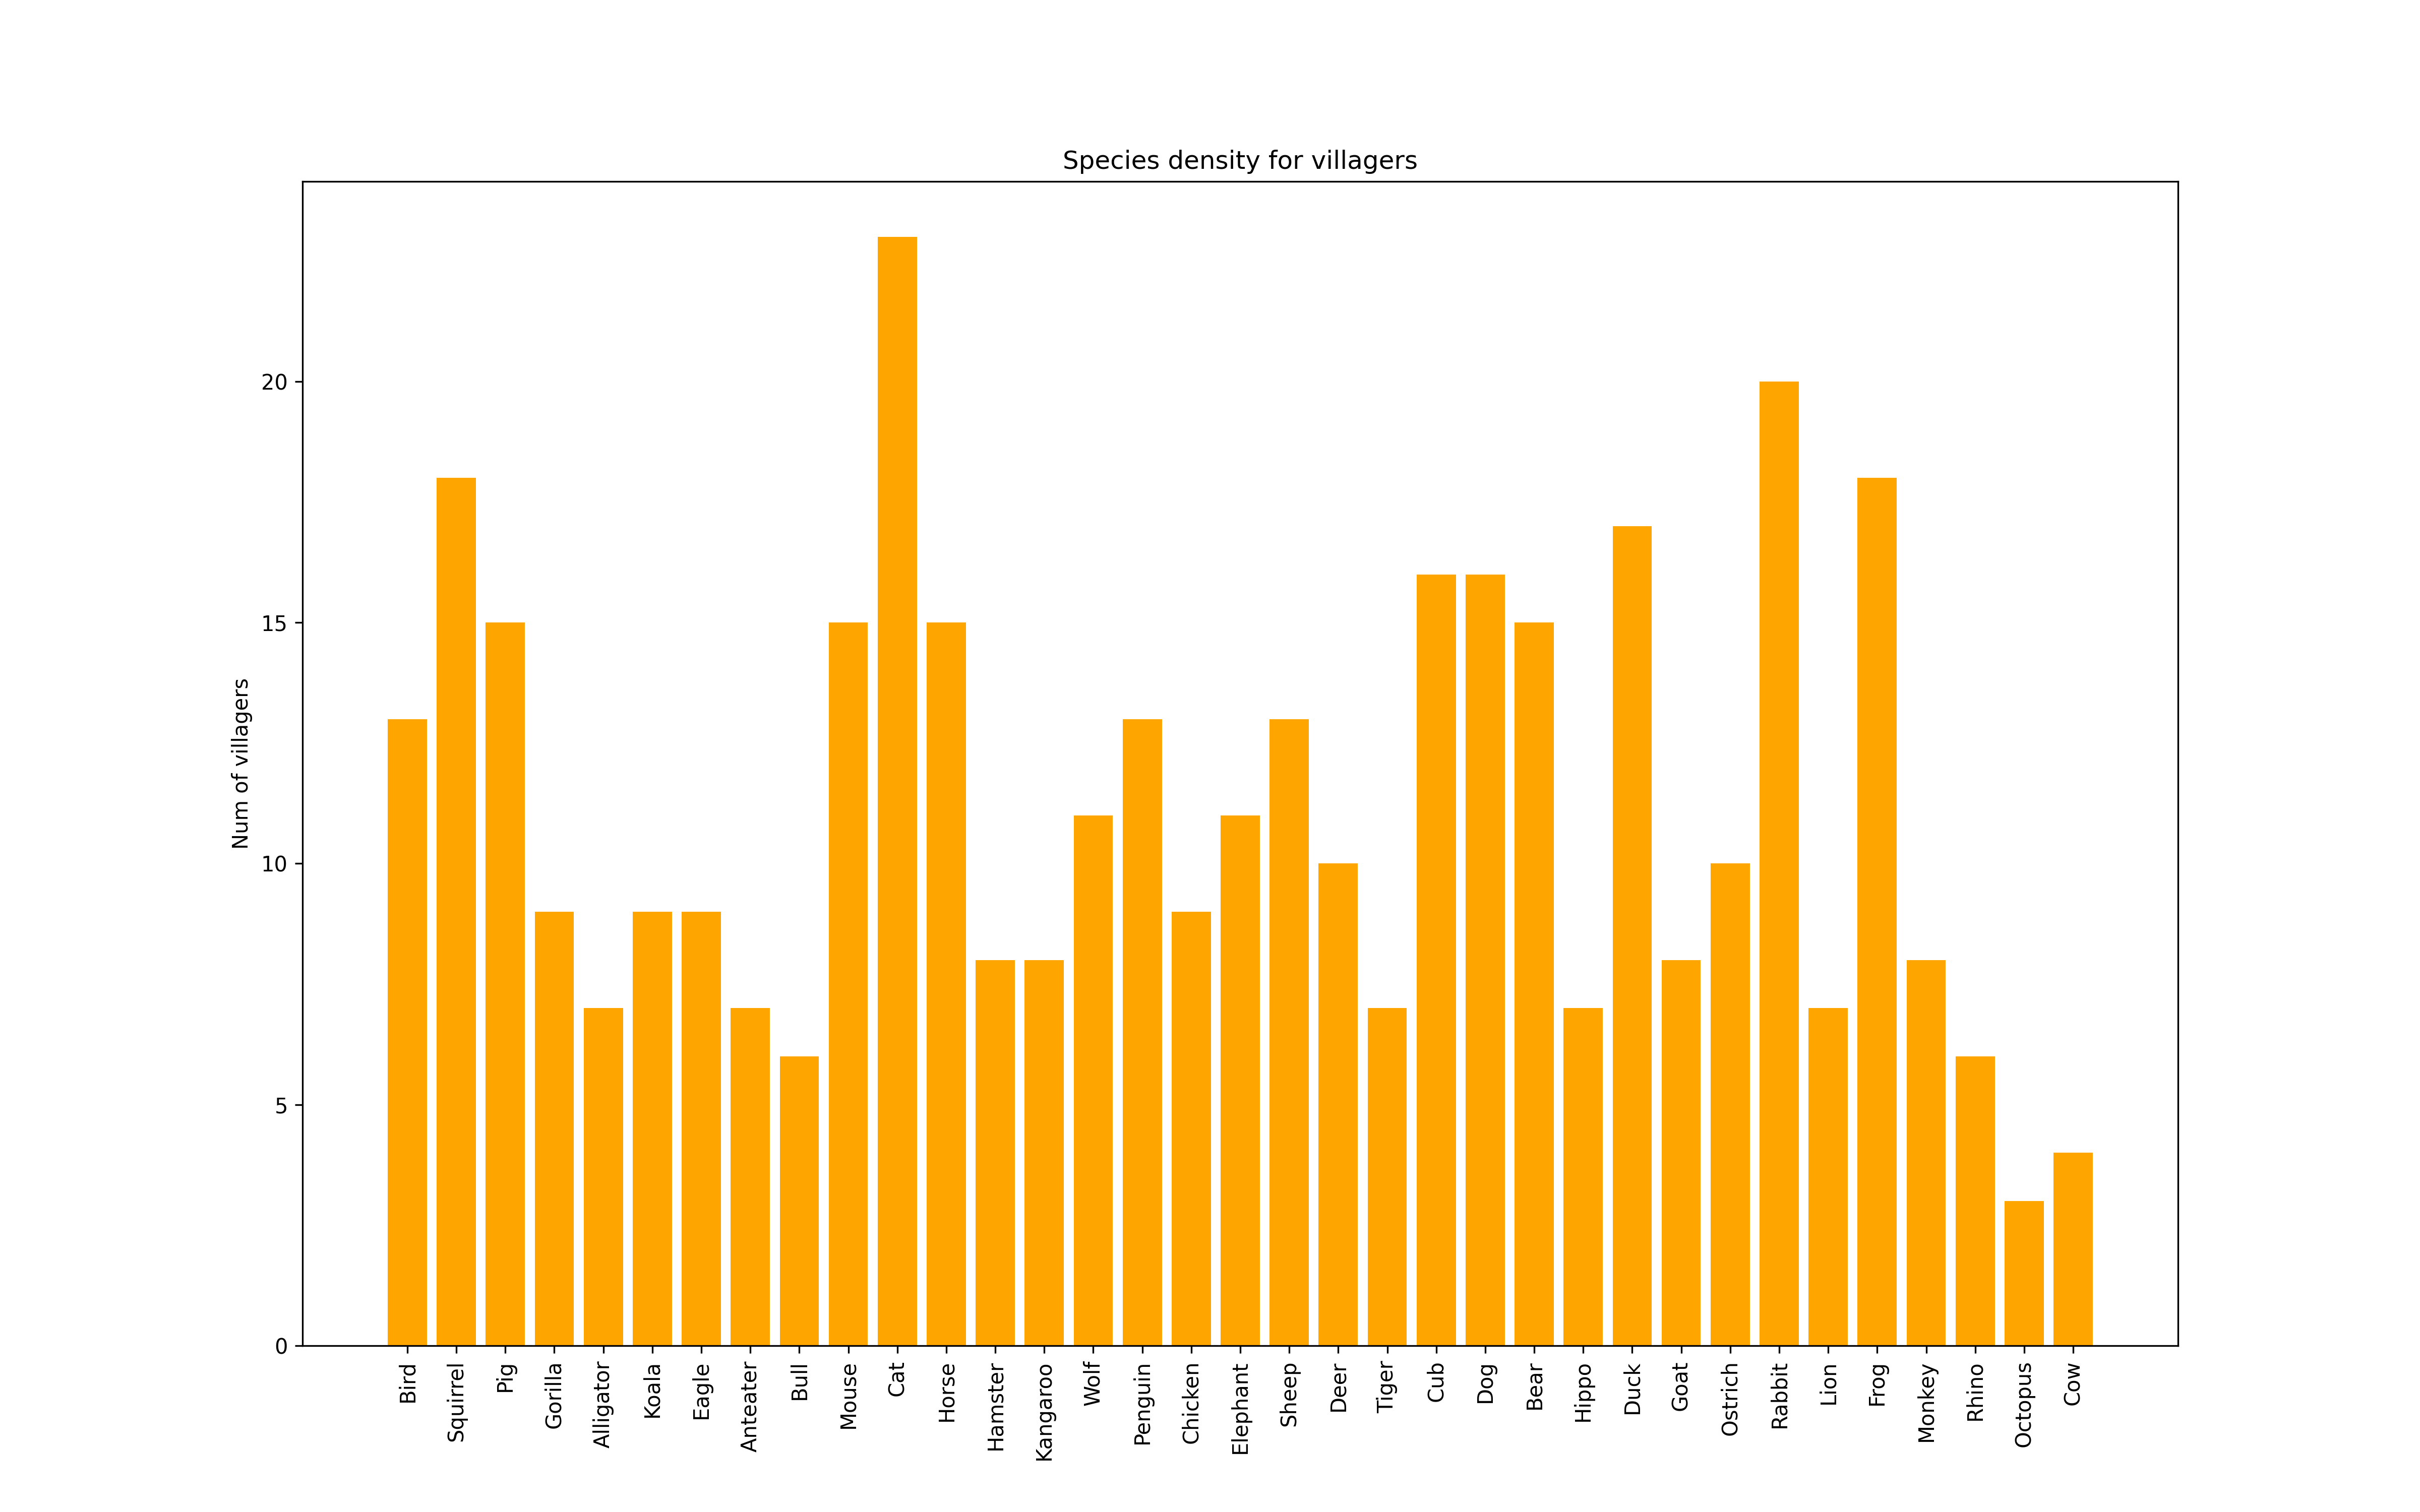 Species density for villagers
Num of villagers
20
15
10
5
0
Bird
Squirrel
Pig
Gorilla
Alligator
Koala
Eagle
Anteater
Bull
Mouse
Cat
Horse
Hamster
Kangaroo
Wolf
Penguin
Chicken
Elephant
Sheep
Deer
Tiger
Cub
Dog
Bear
Hippo
Duck
Goat
Ostrich
Rabbit
Lion
Frog
Monkey
Rhino
Octopus
Cow